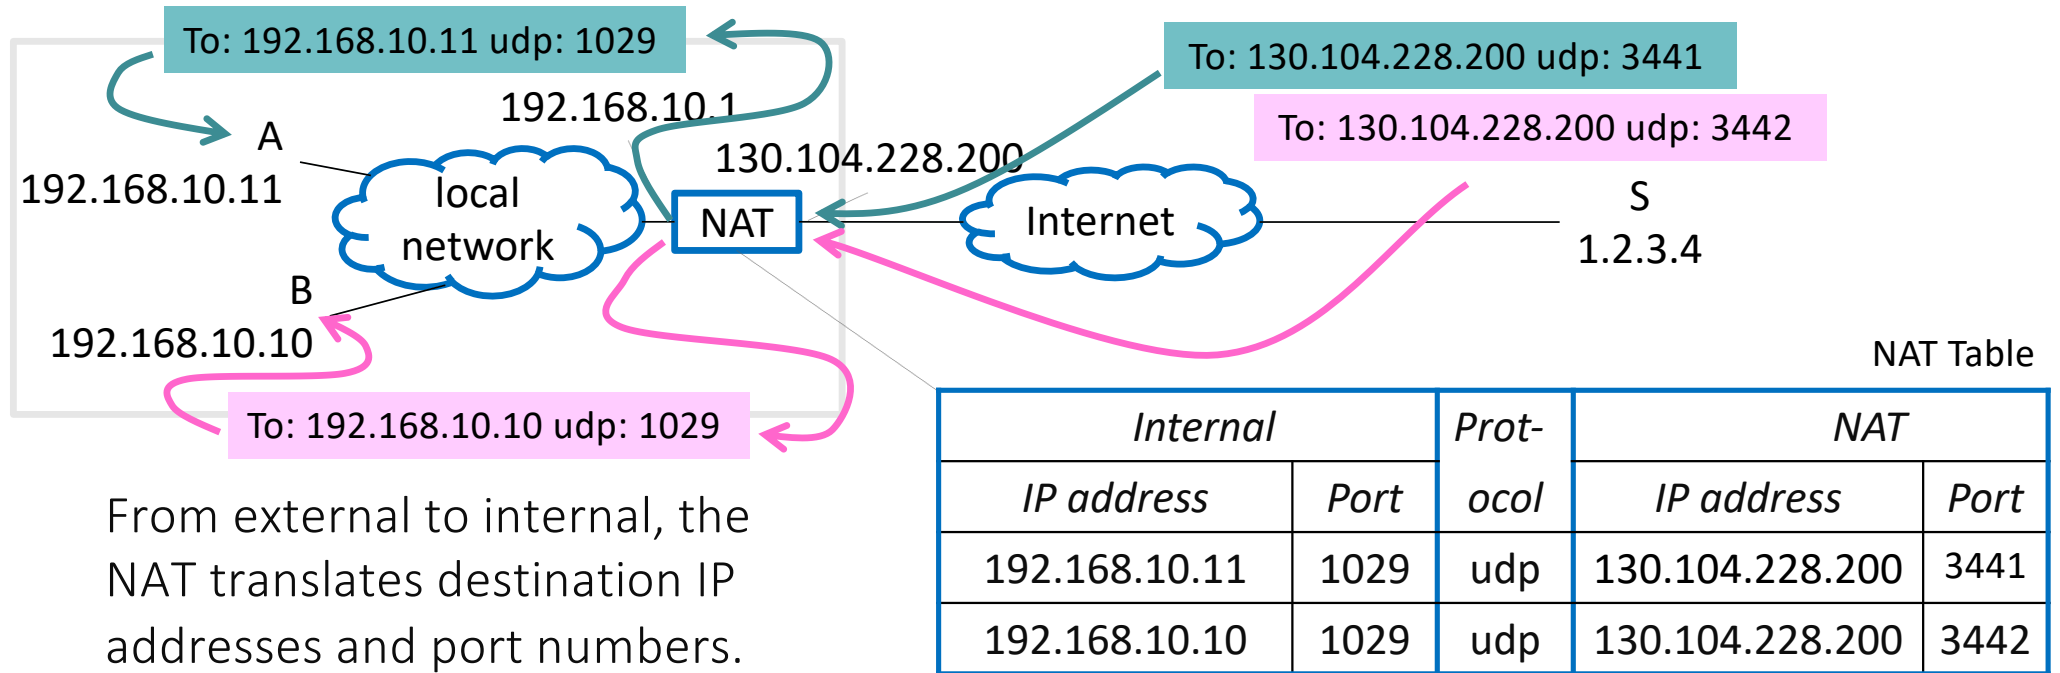 To: 192.168.10.11 udp: 1029
To: 130.104.228.200 udp: 3441
192.168.10.1
To: 130.104.228.200 udp: 3442
A
130.104.228.200
192.168.10.11
local
network
NAT
Internet
S
1.2.3.4
B
192.168.10.10
To: 192.168.10.10 udp: 1029
NAT Table
Internal Prot- NAT
IP address Port ocol IP address Port
192.168.10.11 1029 udp 130.104.228.200 3441
192.168.10.10 1029 udp 130.104.228.200 3442
From external to internal, the
NAT translates destination IP
addresses and port numbers.